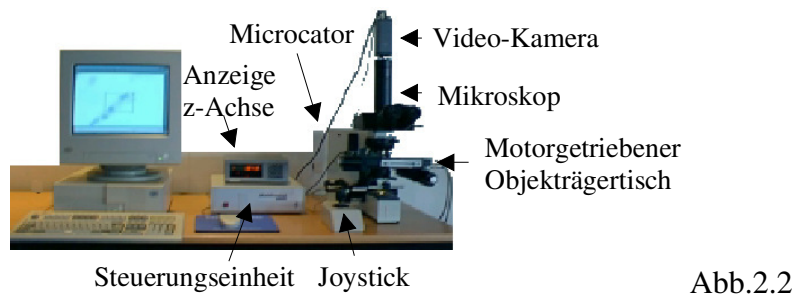 Microcator
Video-Kamera
Anzeige
z-Achse
Mikroskop
Motorgetriebener
Objekträgertisch
Steuerungseinheit
Joystick
Abb.2.2